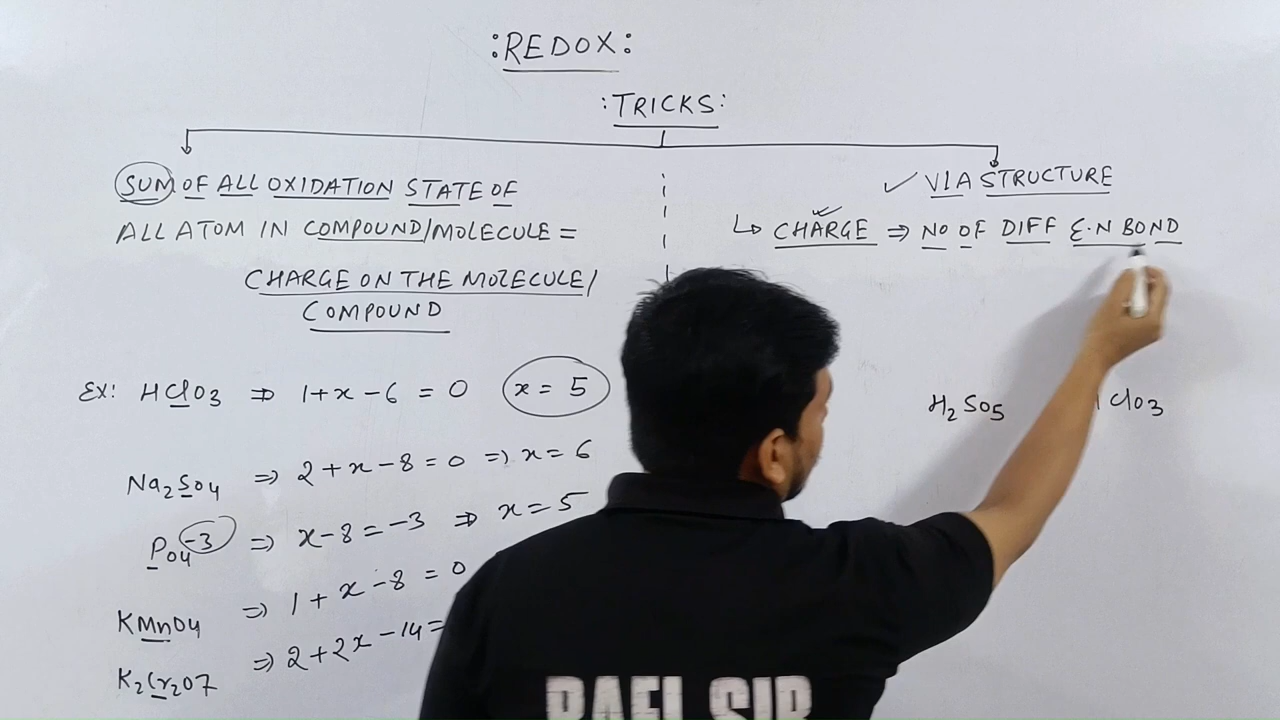 :REDOX:
:TRICKS:
SUM OF ALL OXIDATION STATE OF
ALL ATOM IN COMPOUND/MOLECULE =
CHARGE ON THE MOLECULE/
COMPOUND
EX: HClO3 ⇒ 1+x-6 = 0 x = 5
Na2SO4 ⇒ 2+x-8=0 ⇒ x = 6
PO4-3 ⇒ x-8=-3 ⇒ x=5
KMnO4 ⇒ 1+x-8=0
K2Cr2O7 ⇒ 2+2x-14=
✓ VIA STRUCTURE
↳ CHARGE ⇒ NO OF DIFF E.N BOND
H2SO5 ClO3